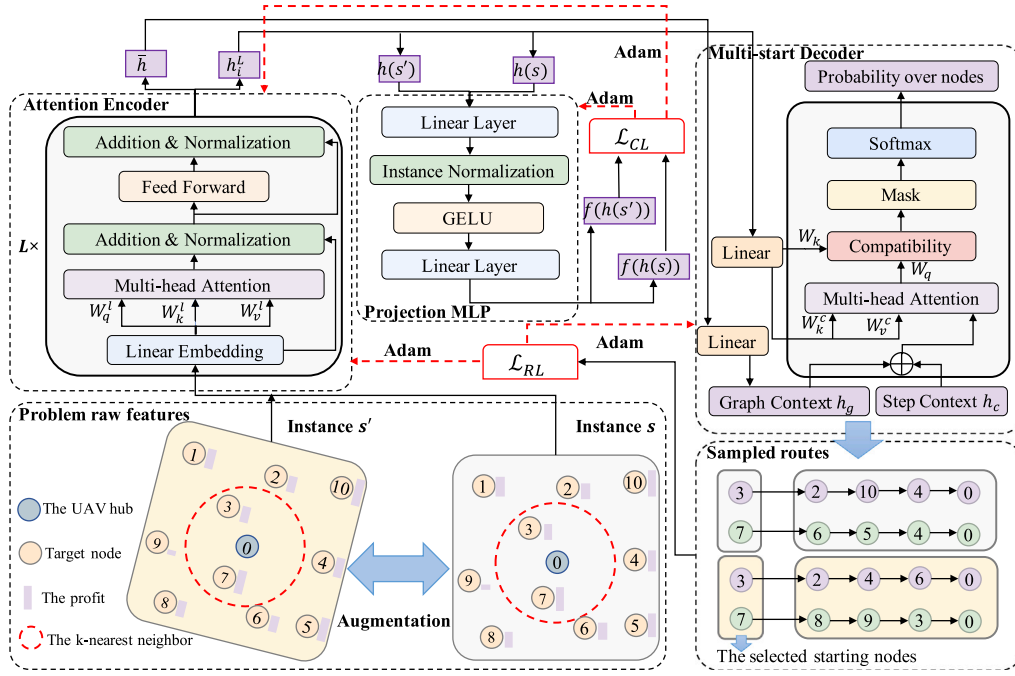 h̄
h_i^L
h(s′)
h(s)
Adam
Multi-start Decoder
Probability over nodes
Attention Encoder
Addition & Normalization
Feed Forward
L×
Addition & Normalization
Multi-head Attention
W_q^l
W_k^l
W_v^l
Linear Embedding
Linear Layer
Instance Normalization
GELU
Linear Layer
Projection MLP
Adam
ℒ_CL
f(h(s′))
f(h(s))
Softmax
Mask
Linear
W_k
Compatibility
W_q
Multi-head Attention
W_k^c
W_v^c
Linear
Adam
ℒ_RL
Adam
Graph Context h_g
Step Context h_c
Problem raw features
Instance s′
Instance s
The UAV hub
Target node
The profit
The k-nearest neighbor
1
2
10
3
9
0
4
7
8
6
5
Augmentation
1
2
10
3
0
4
9
7
8
6
5
Sampled routes
3 2 10 4 0
7 6 5 4 0
3 2 4 6 0
7 8 9 3 0
The selected starting nodes